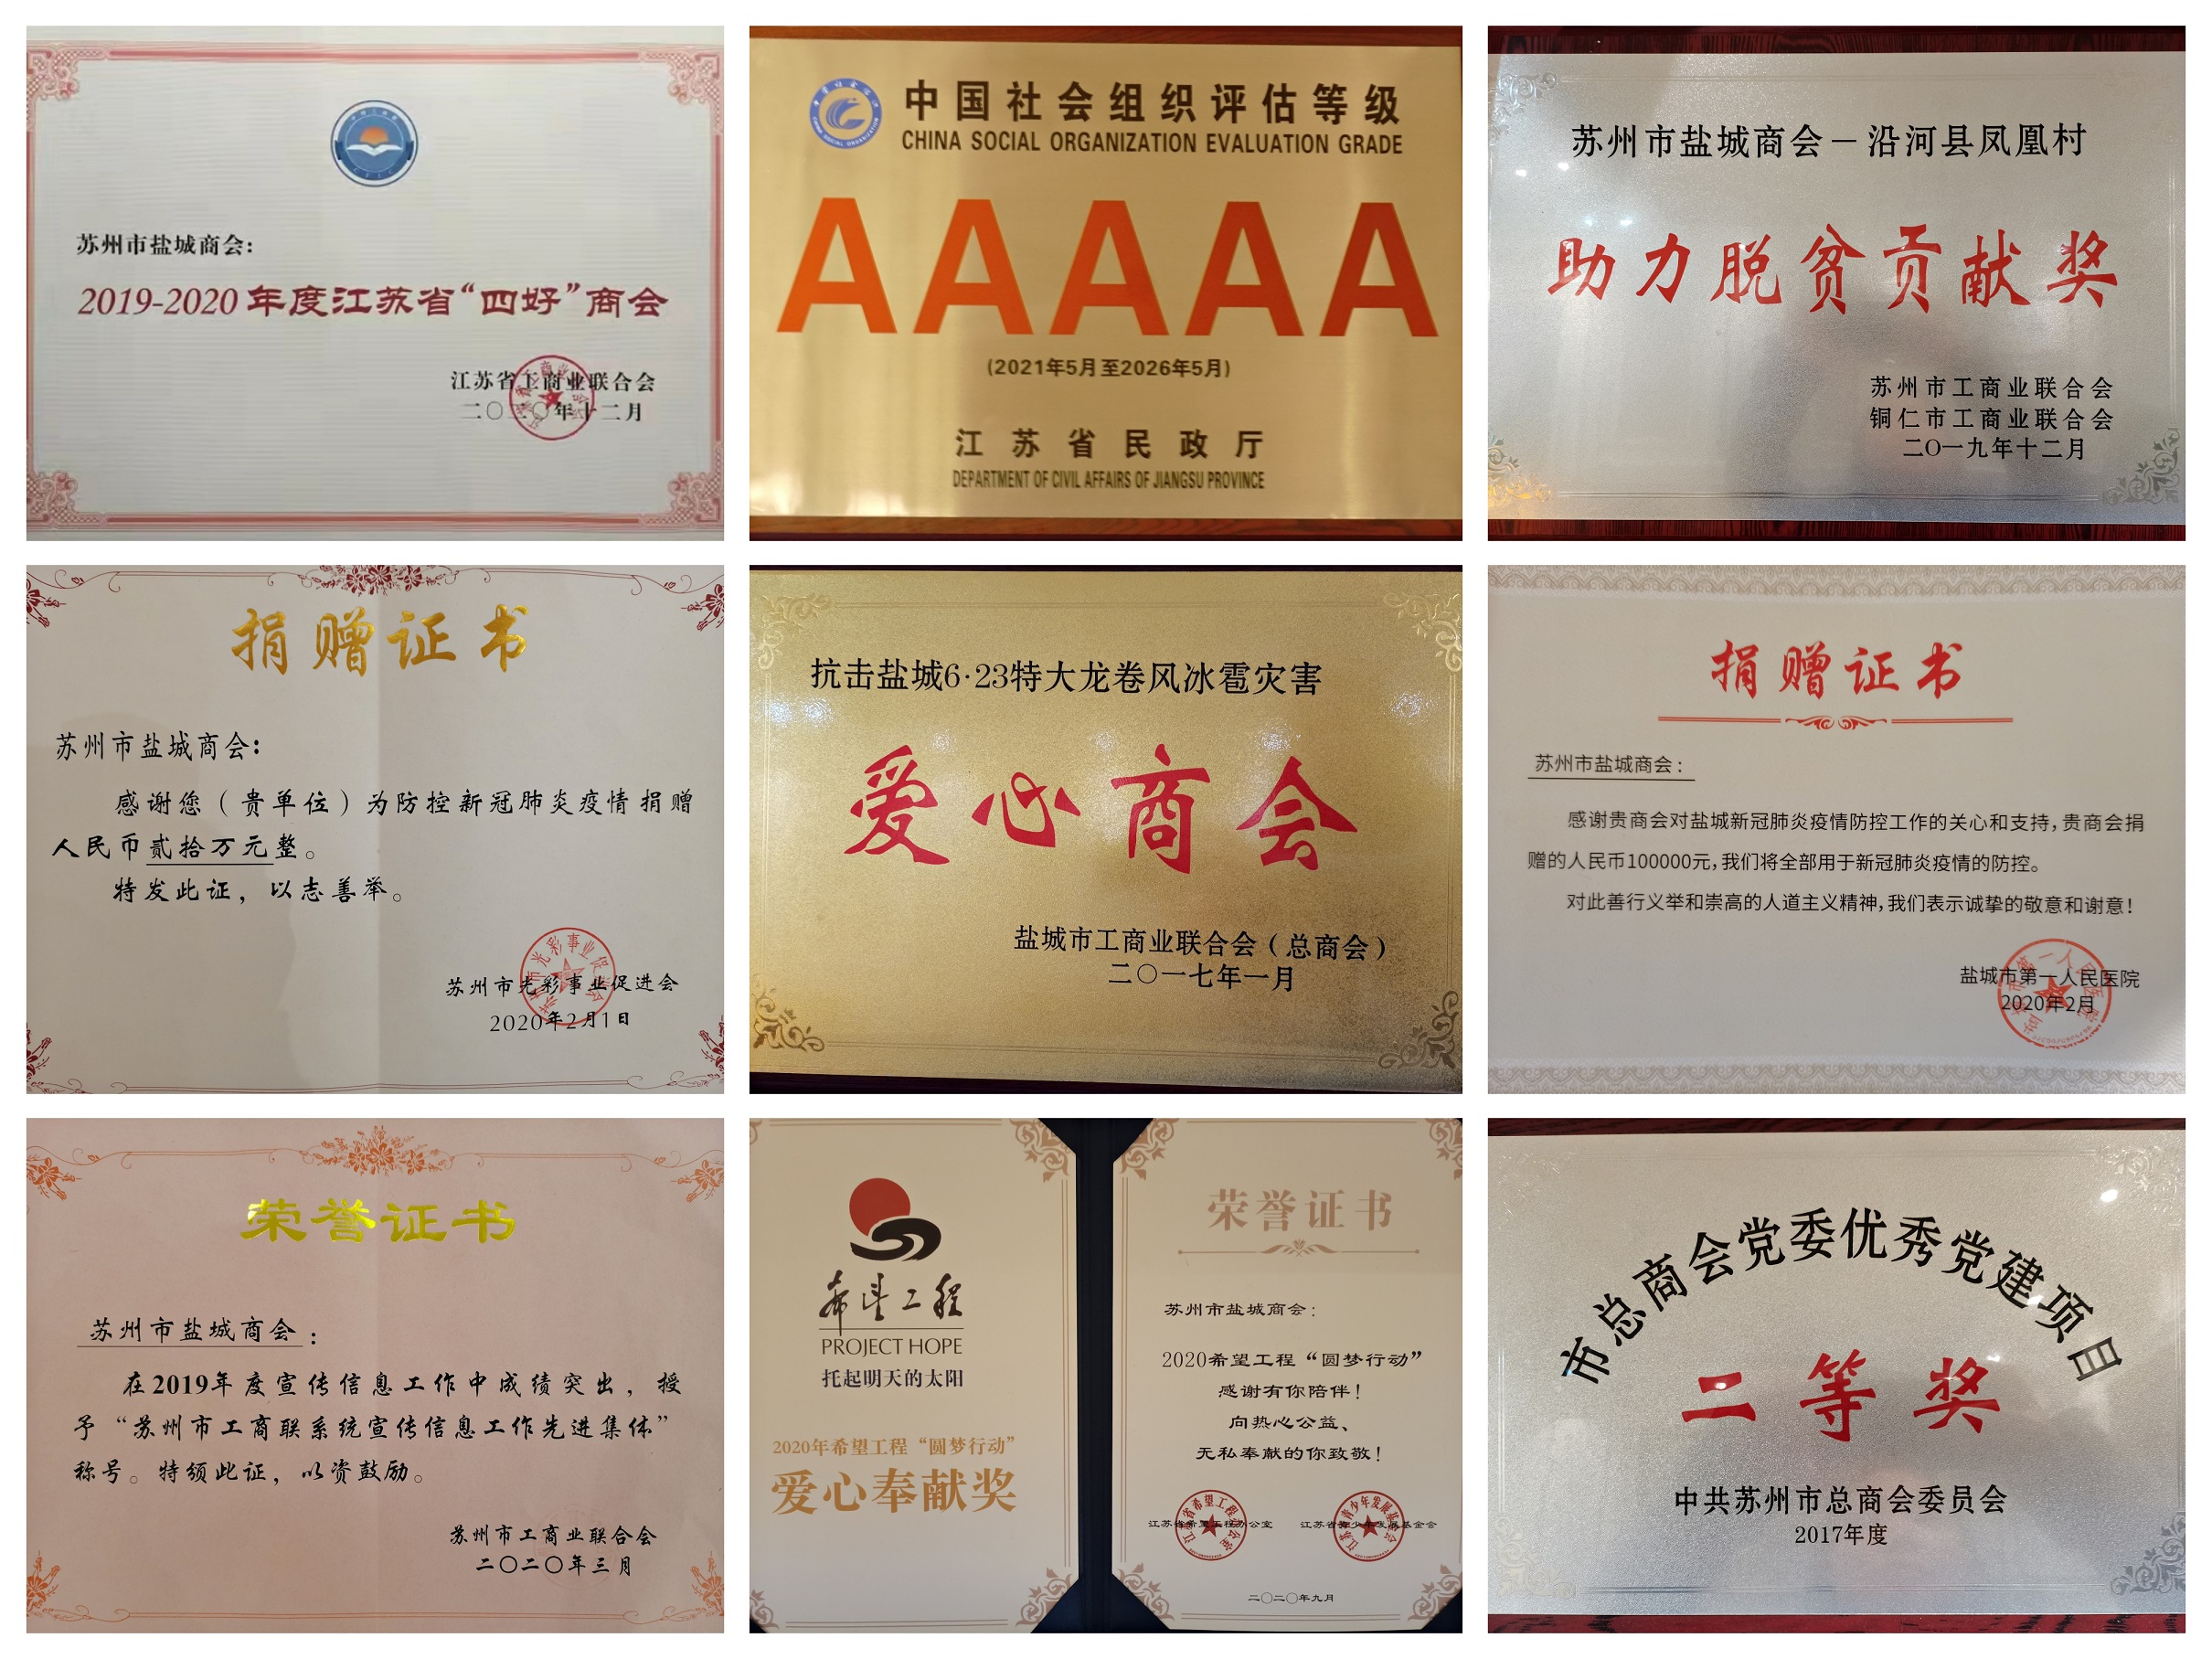 苏州市盐城商会:
2019-2020年度江苏省“四好”商会
江苏省工商业联合会
二〇二〇年十二月
中国社会组织评估等级
CHINA SOCIAL ORGANIZATION EVALUATION GRADE
AAAAA
(2021年5月至2026年5月)
江苏省民政厅
DEPARTMENT OF CIVIL AFFAIRS OF JIANGSU PROVINCE
苏州市盐城商会－沿河县凤凰村
助力脱贫贡献奖
苏州市工商业联合会
铜仁市工商业联合会
二〇一九年十二月
捐赠证书
苏州市盐城商会:
感谢您（贵单位）为防控新冠肺炎疫情捐赠
人民币贰拾万元整。
特发此证，以志善举。
苏州市光彩事业促进会
2020年2月1日
抗击盐城6·23特大龙卷风冰雹灾害
爱心商会
盐城市工商业联合会（总商会）
二〇一七年一月
捐赠证书
苏州市盐城商会:
感谢贵商会对盐城新冠肺炎疫情防控工作的关心和支持，贵商会捐
赠的人民币100000元，我们将全部用于新冠肺炎疫情的防控。
对此善行义举和崇高的人道主义精神，我们表示诚挚的敬意和谢意！
盐城市第一人民医院
2020年2月
荣誉证书
苏州市盐城商会:
在2019年度宣传信息工作中成绩突出，授
予“苏州市工商联系统宣传信息工作先进集体”
称号。特颁此证，以资鼓励。
苏州市工商业联合会
二〇二〇年三月
希望工程
PROJECT HOPE
托起明天的太阳
2020年希望工程“圆梦行动”
爱心奉献奖
荣誉证书
苏州市盐城商会:
2020希望工程“圆梦行动”
感谢有你陪伴！
向热心公益、
无私奉献的你致敬！
江苏省希望工程办公室 江苏省青少年发展基金会
二〇二〇年九月
市总商会党委优秀党建项目
二等奖
中共苏州市总商会委员会
2017年度